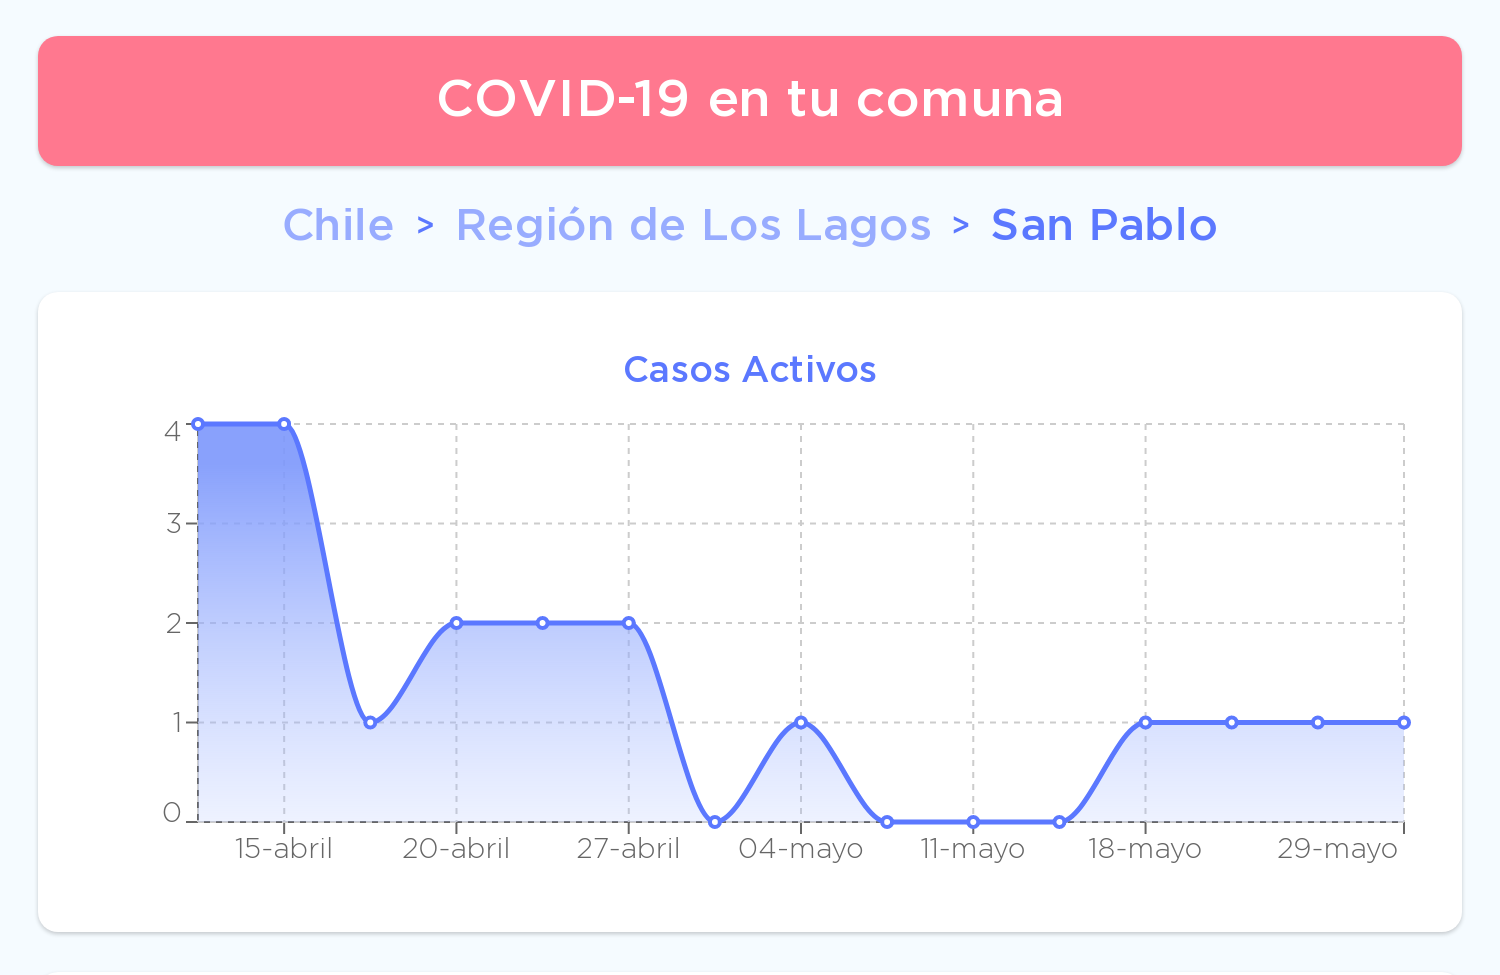 COVID-19 en tu comuna
Chile > Región de Los Lagos > San Pablo
Casos Activos
4
3
2
1
0
15-abril 20-abril 27-abril 04-mayo 11-mayo 18-mayo 29-mayo